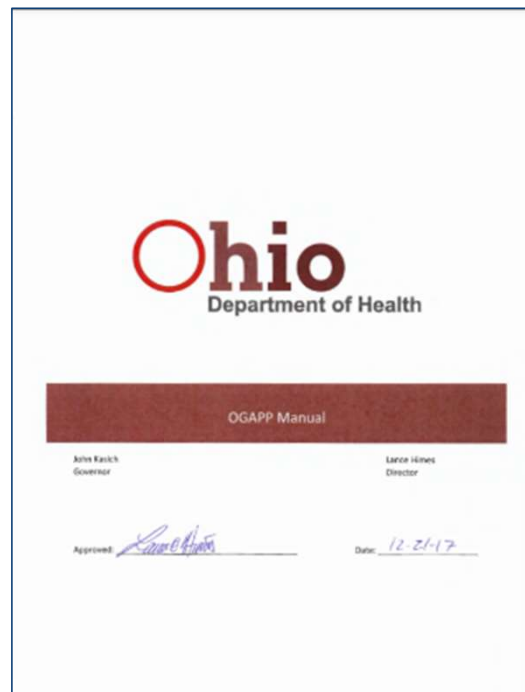 Ohio
Department of Health
OGAPP Manual
John Kasich
Governor
Lance Himes
Director
Approved:
Date: 12-21-17